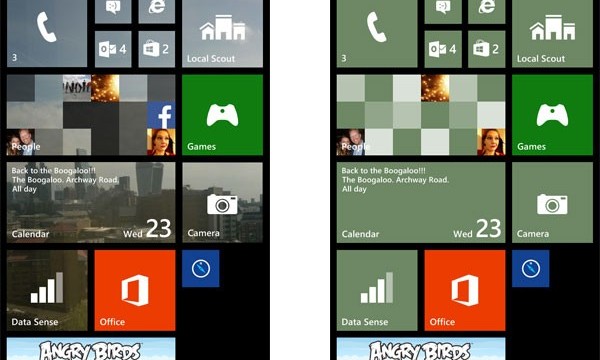 4
2
3
Local Scout
People
Games
Back to the Boogaloo!!!
The Boogaloo. Archway Road.
All day
Calendar
Wed 23
Camera
Data Sense
Office
ANGRY BIRDS
4
2
3
Local Scout
People
Games
Back to the Boogaloo!!!
The Boogaloo. Archway Road.
All day
Calendar
Wed 23
Camera
Data Sense
Office
ANGRY BIRDS